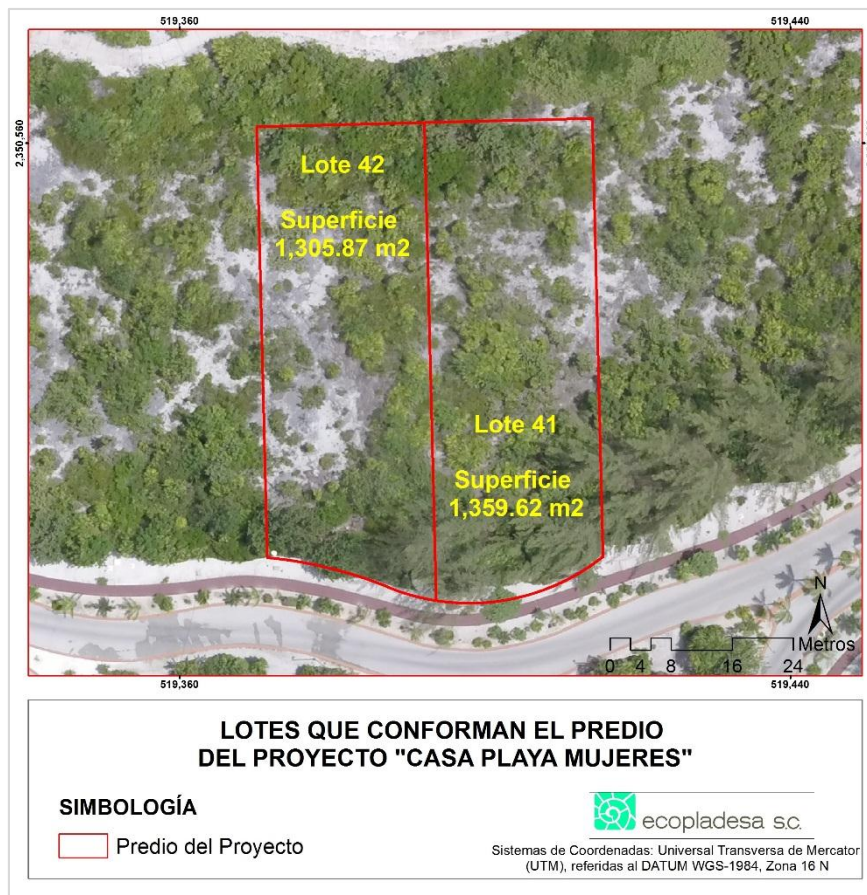 519,360
519,440
2,350,560
Lote 42
Superficie
1,305.87 m2
Lote 41
Superficie
1,359.62 m2
N
Metros
0 4 8 16 24
519,360
519,440
LOTES QUE CONFORMAN EL PREDIO
DEL PROYECTO "CASA PLAYA MUJERES"
SIMBOLOGÍA
Predio del Proyecto
ecopladesa s.c.
Sistemas de Coordenadas: Universal Transversa de Mercator
(UTM), referidas al DATUM WGS-1984, Zona 16 N